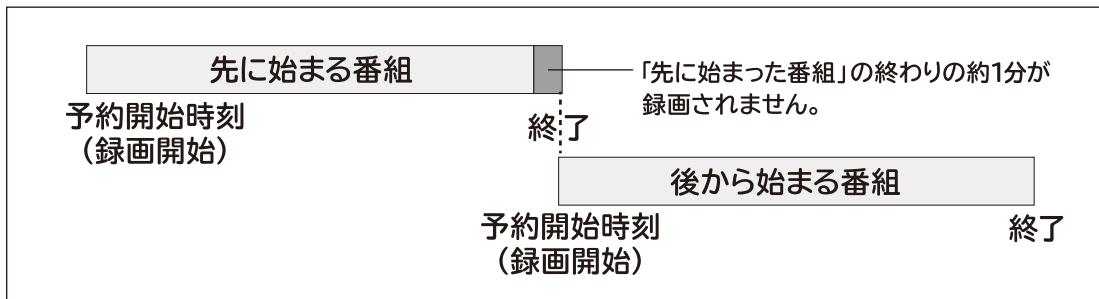 先に始まる番組
「先に始まった番組」の終わりの約1分が
録画されません。
予約開始時刻
（録画開始）
終了
後から始まる番組
予約開始時刻
（録画開始）
終了